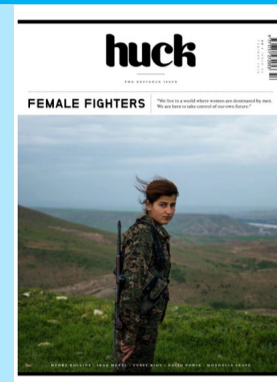 huck
THE DEFIANCE ISSUE
FEMALE FIGHTERS
"We live in a world where women are dominated by men.
We are here to take control of our own future."